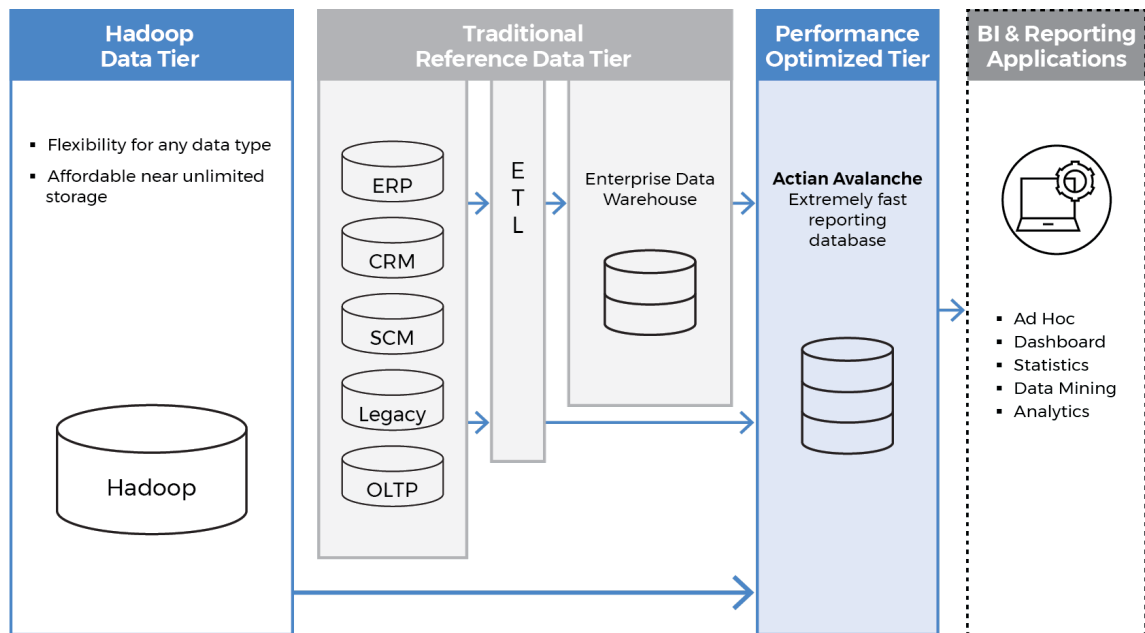 Hadoop
Data Tier
▪ Flexibility for any data type
▪ Affordable near unlimited
storage
Hadoop
Traditional
Reference Data Tier
ERP
CRM
SCM
Legacy
OLTP
E
T
L
Enterprise Data
Warehouse
Performance
Optimized Tier
Actian Avalanche
Extremely fast
reporting
database
BI & Reporting
Applications
▪ Ad Hoc
▪ Dashboard
▪ Statistics
▪ Data Mining
▪ Analytics